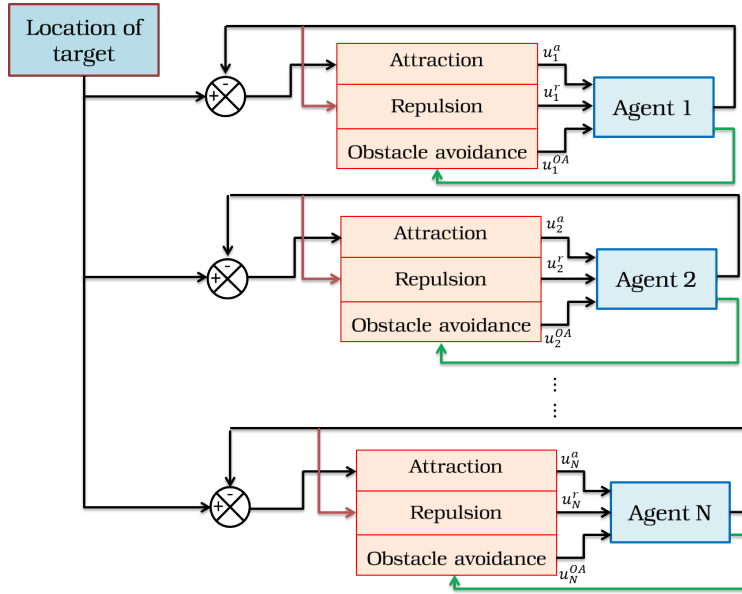 Location of
target
-
+
Attraction
Repulsion
Obstacle avoidance
u_1^a
u_1^r
u_1^{OA}
Agent 1
-
+
Attraction
Repulsion
Obstacle avoidance
u_2^a
u_2^r
u_2^{OA}
Agent 2
⋮ ⋮
-
+
Attraction
Repulsion
Obstacle avoidance
u_N^a
u_N^r
u_N^{OA}
Agent N